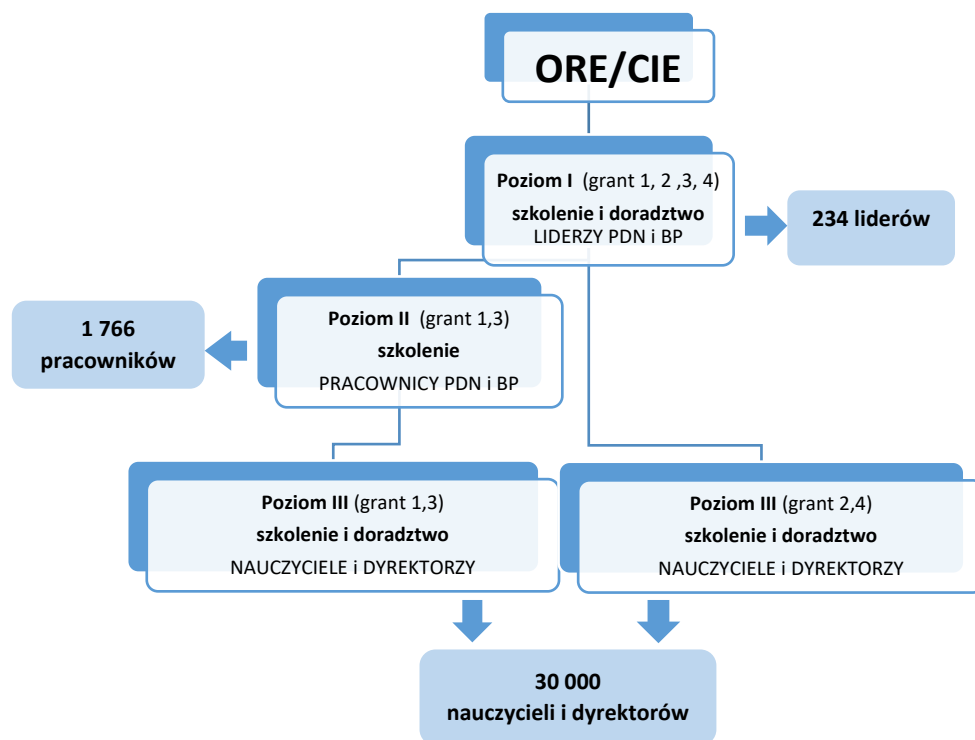 ORE/CIE
Poziom I (grant 1, 2 ,3, 4)
szkolenie i doradztwo
LIDERZY PDN i BP
234 liderów
Poziom II (grant 1,3)
szkolenie
PRACOWNICY PDN i BP
1 766
pracowników
Poziom III (grant 1,3)
szkolenie i doradztwo
NAUCZYCIELE i DYREKTORZY
Poziom III (grant 2,4)
szkolenie i doradztwo
NAUCZYCIELE i DYREKTORZY
30 000
nauczycieli i dyrektorów